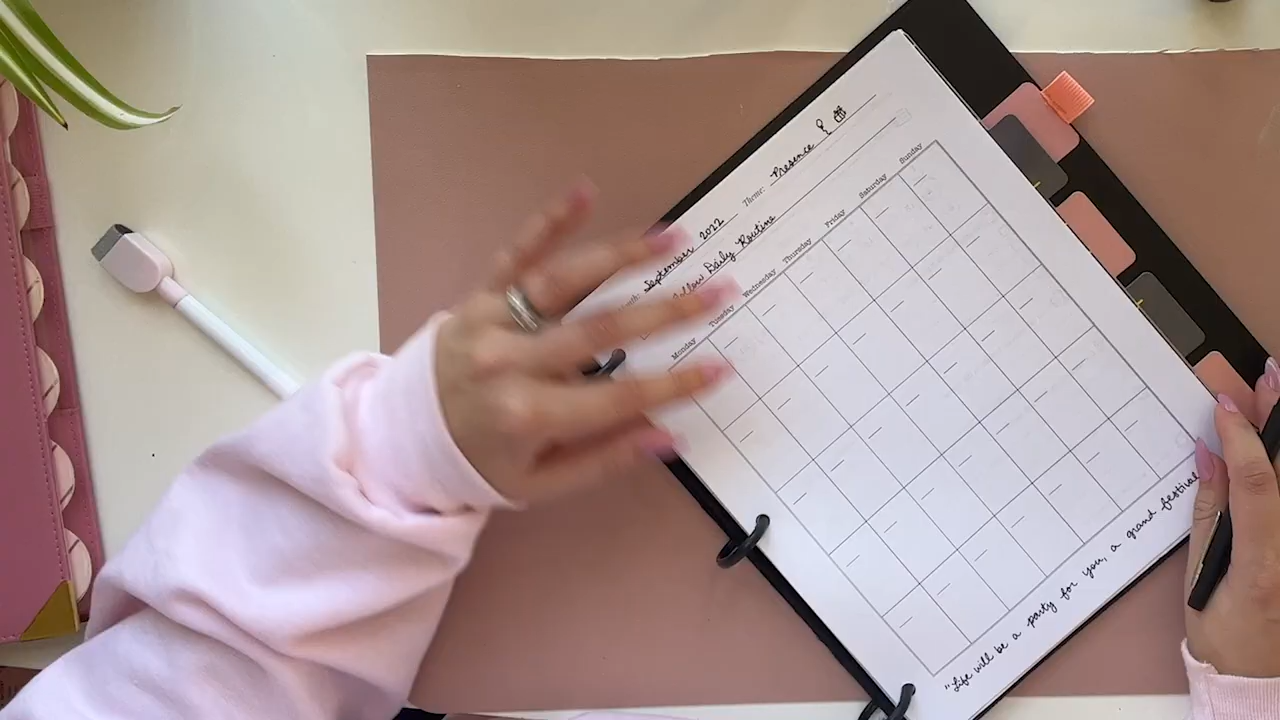 September 2022 Theme: Presence
Daily Routine
Monday Tuesday Wednesday Thursday Friday Saturday Sunday
"Life will be a party for you, a grand festival